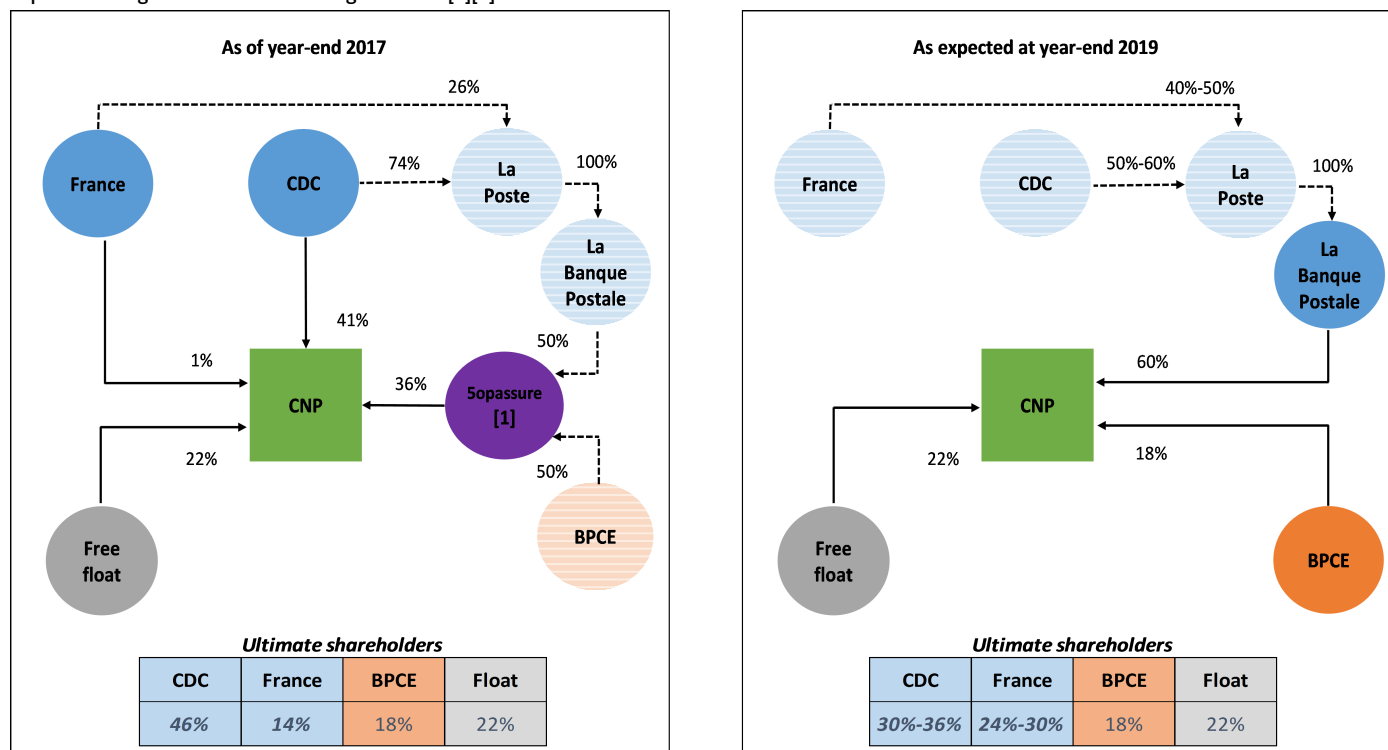 As of year-end 2017
26%
France
CDC
74%
La
Poste
100%
La
Banque
Postale
41%
50%
1%
36%
5opassure
[1]
CNP
22%
50%
Free
float
BPCE
Ultimate shareholders
CDC France BPCE Float
46% 14% 18% 22%
As expected at year-end 2019
40%-50%
France
CDC
50%-60%
La
Poste
100%
La
Banque
Postale
60%
CNP
22%
18%
Free
float
BPCE
Ultimate shareholders
CDC France BPCE Float
30%-36% 24%-30% 18% 22%